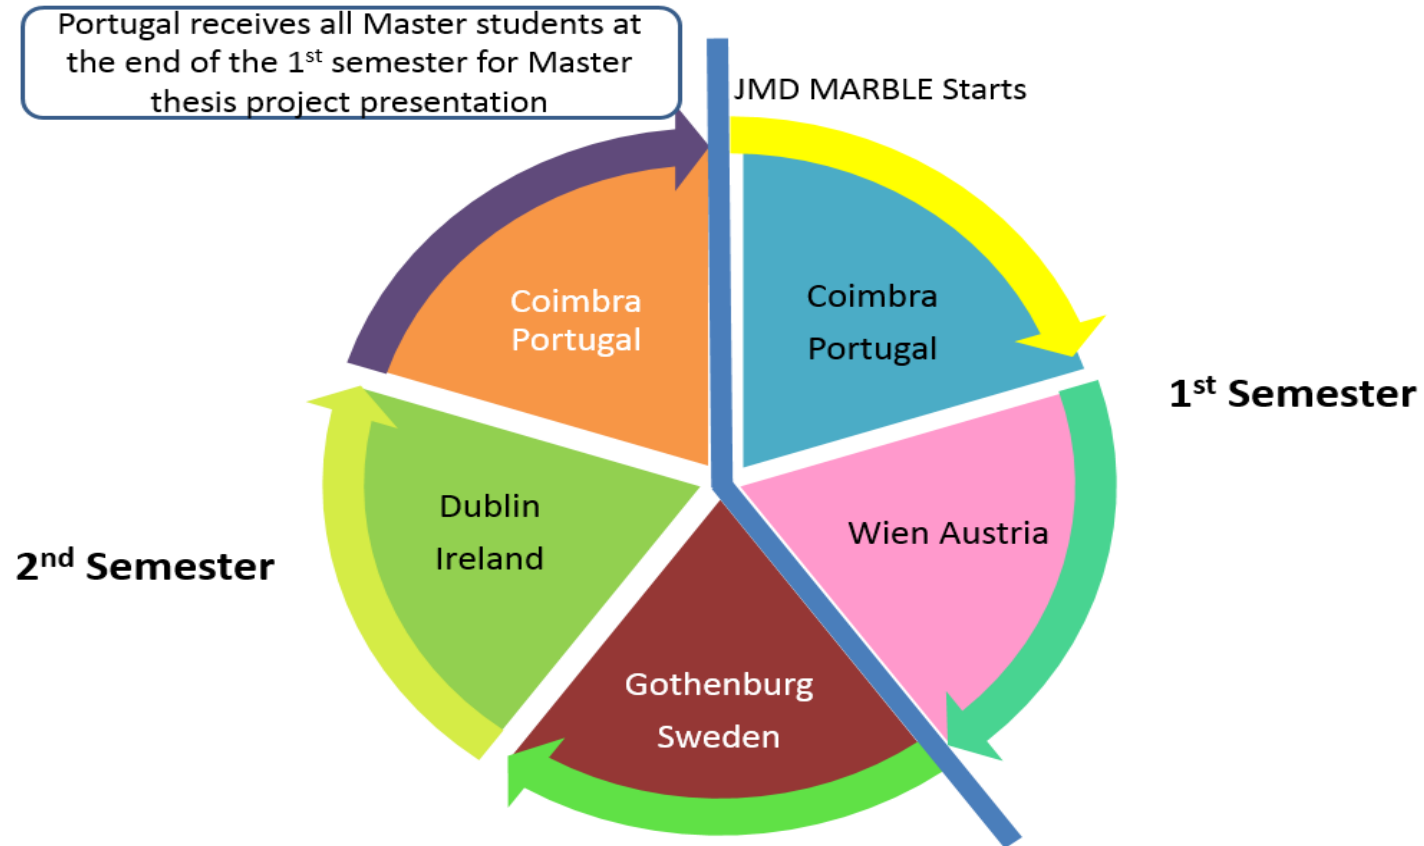 Portugal receives all Master students at
the end of the 1st semester for Master
thesis project presentation
JMD MARBLE Starts
Coimbra
Portugal
Coimbra
Portugal
1st Semester
Wien Austria
Dublin
Ireland
2nd Semester
Gothenburg
Sweden